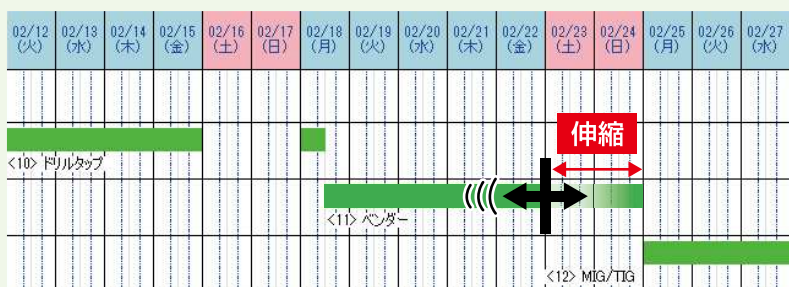 02/12 02/13 02/14 02/15 02/16 02/17 02/18 02/19 02/20 02/21 02/22 02/23 02/24 02/25 02/26 02/27
(火) (水) (木) (金) (土) (日) (月) (火) (水) (木) (金) (土) (日) (月) (火) (水)
伸縮
<10> ドリルタップ
<11> ベンダー
<12> MIG/TIG